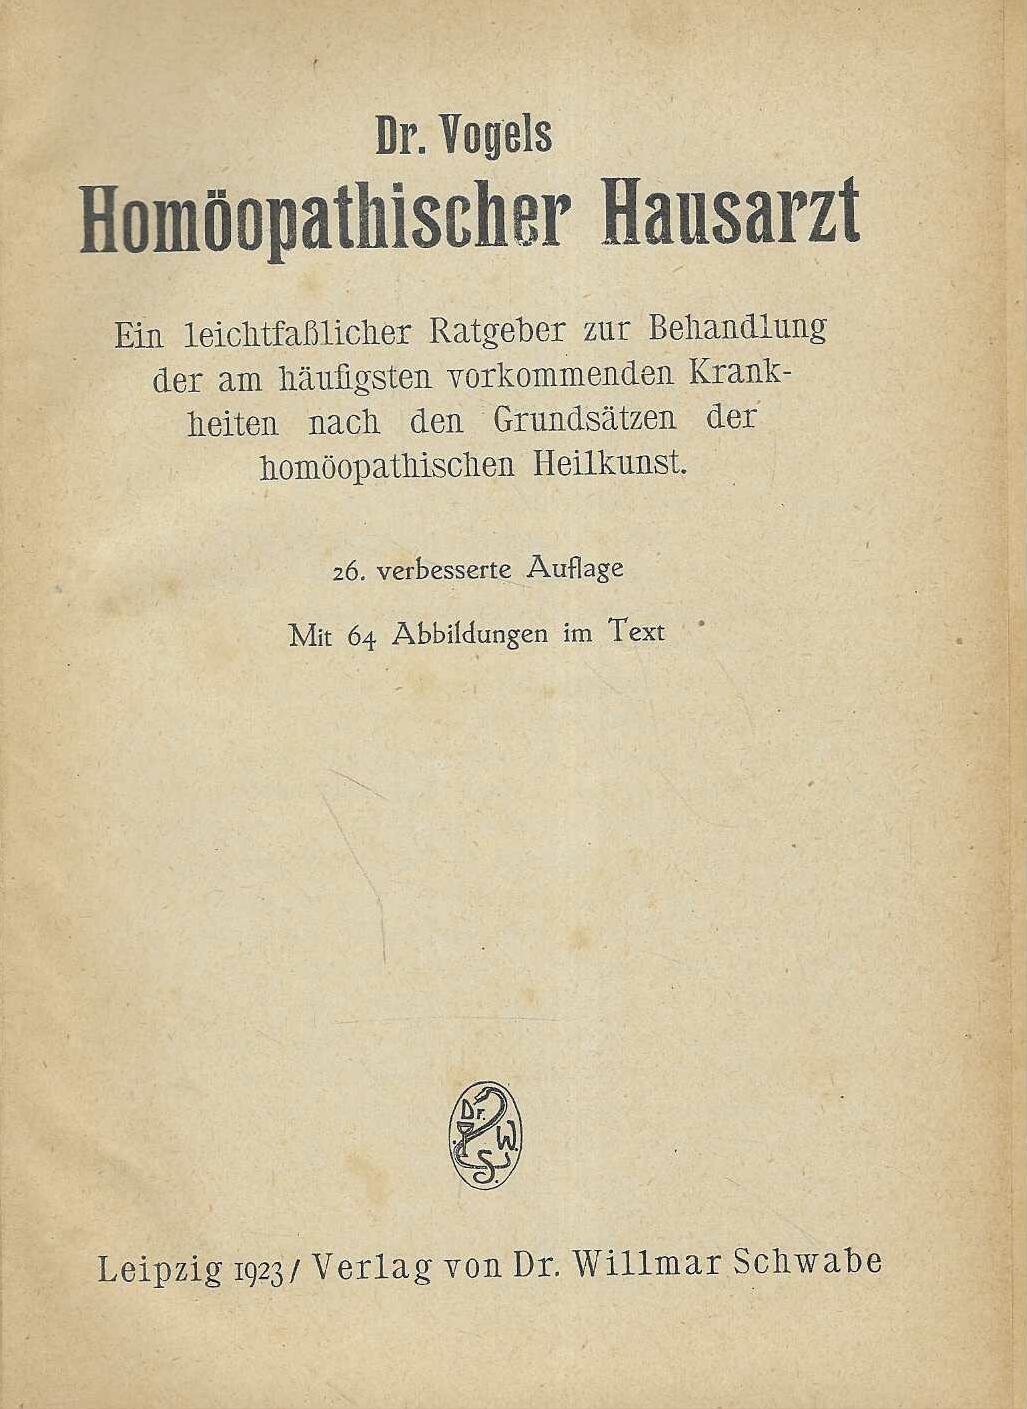 Dr. Vogels
Homöopathischer Hausarzt
Ein leichtfaßlicher Ratgeber zur Behandlung
der am häufigsten vorkommenden Krank-
heiten nach den Grundsätzen der
homöopathischen Heilkunst.
26. verbesserte Auflage
Mit 64 Abbildungen im Text
Dr.
W.
S.
Leipzig 1923 / Verlag von Dr. Willmar Schwabe